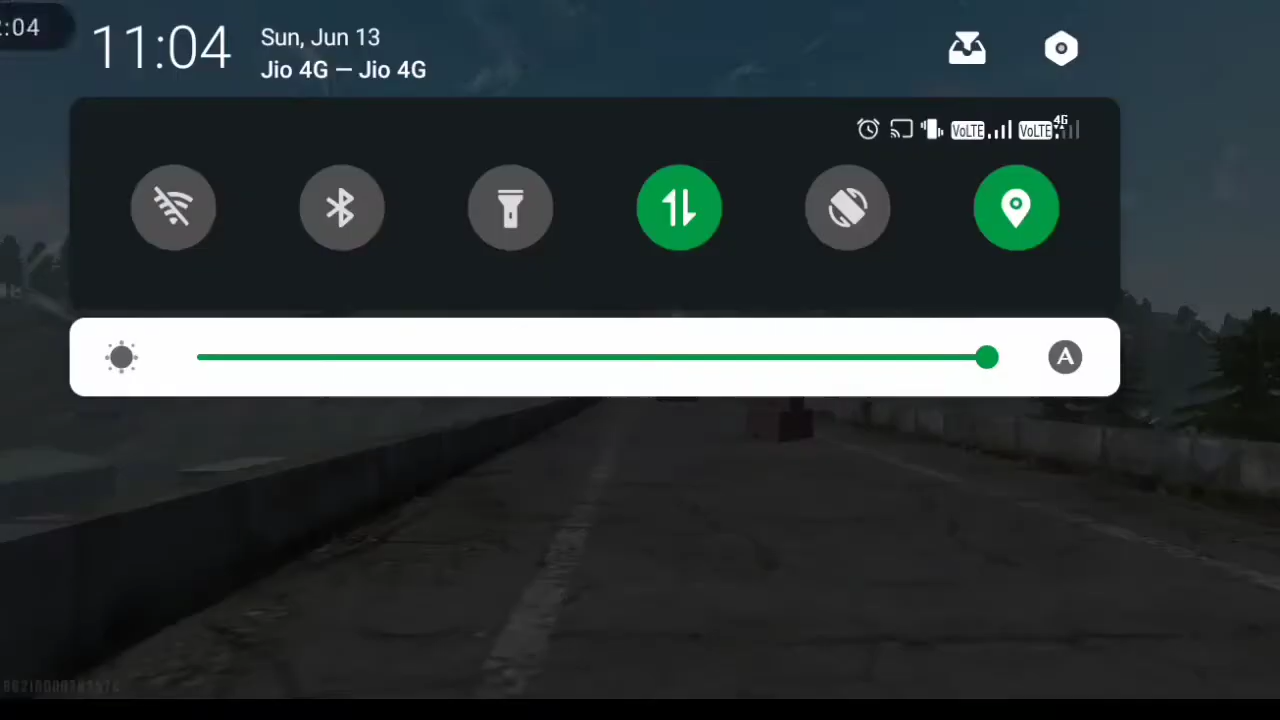 :04
11:04
Sun, Jun 13
Jio 4G — Jio 4G
VoLTE
VoLTE
4G
A